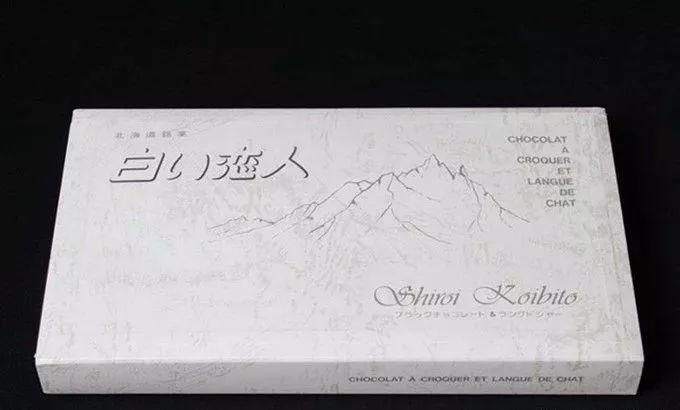 北海道銘菓
白い恋人
CHOCOLAT
A
CROQUER
ET
LANGUE
DE
CHAT
Shiroi Koibito
ブラックチョコレート & ラングドシャー
CHOCOLAT À CROQUER ET LANGUE DE CHAT